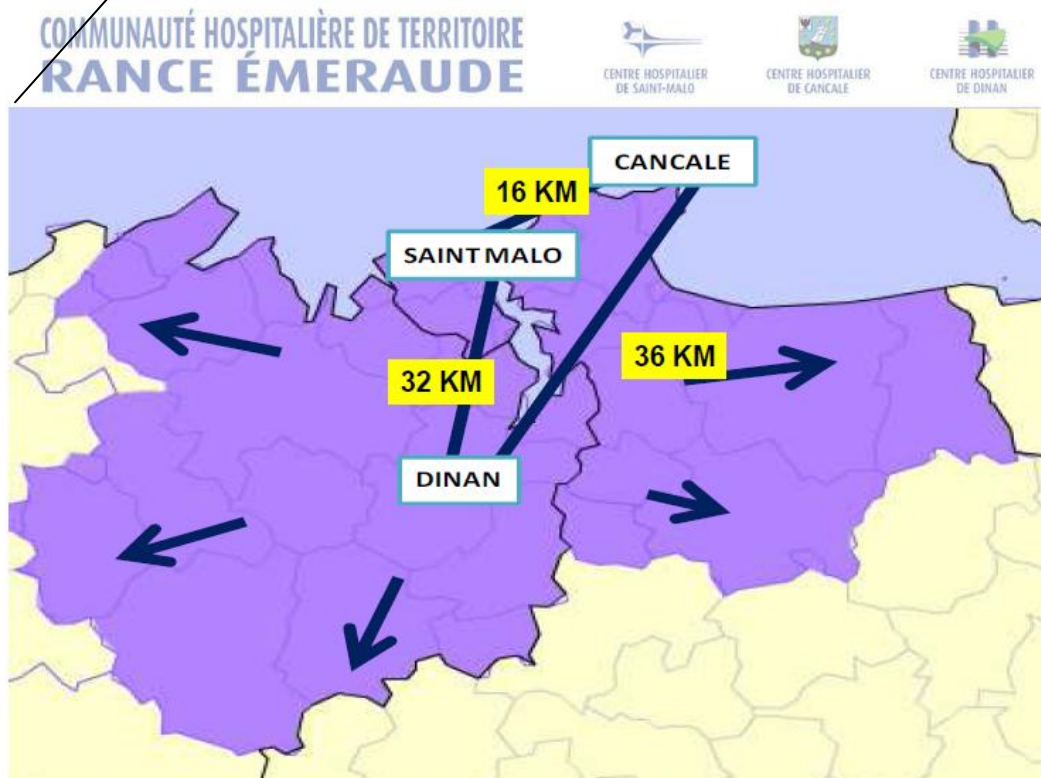 COMMUNAUTÉ HOSPITALIÈRE DE TERRITOIRE
RANCE ÉMERAUDE
CENTRE HOSPITALIER
DE SAINT-MALO
CENTRE HOSPITALIER
DE CANCALE
CENTRE HOSPITALIER
DE DINAN
CANCALE
16 KM
SAINT MALO
36 KM
32 KM
DINAN